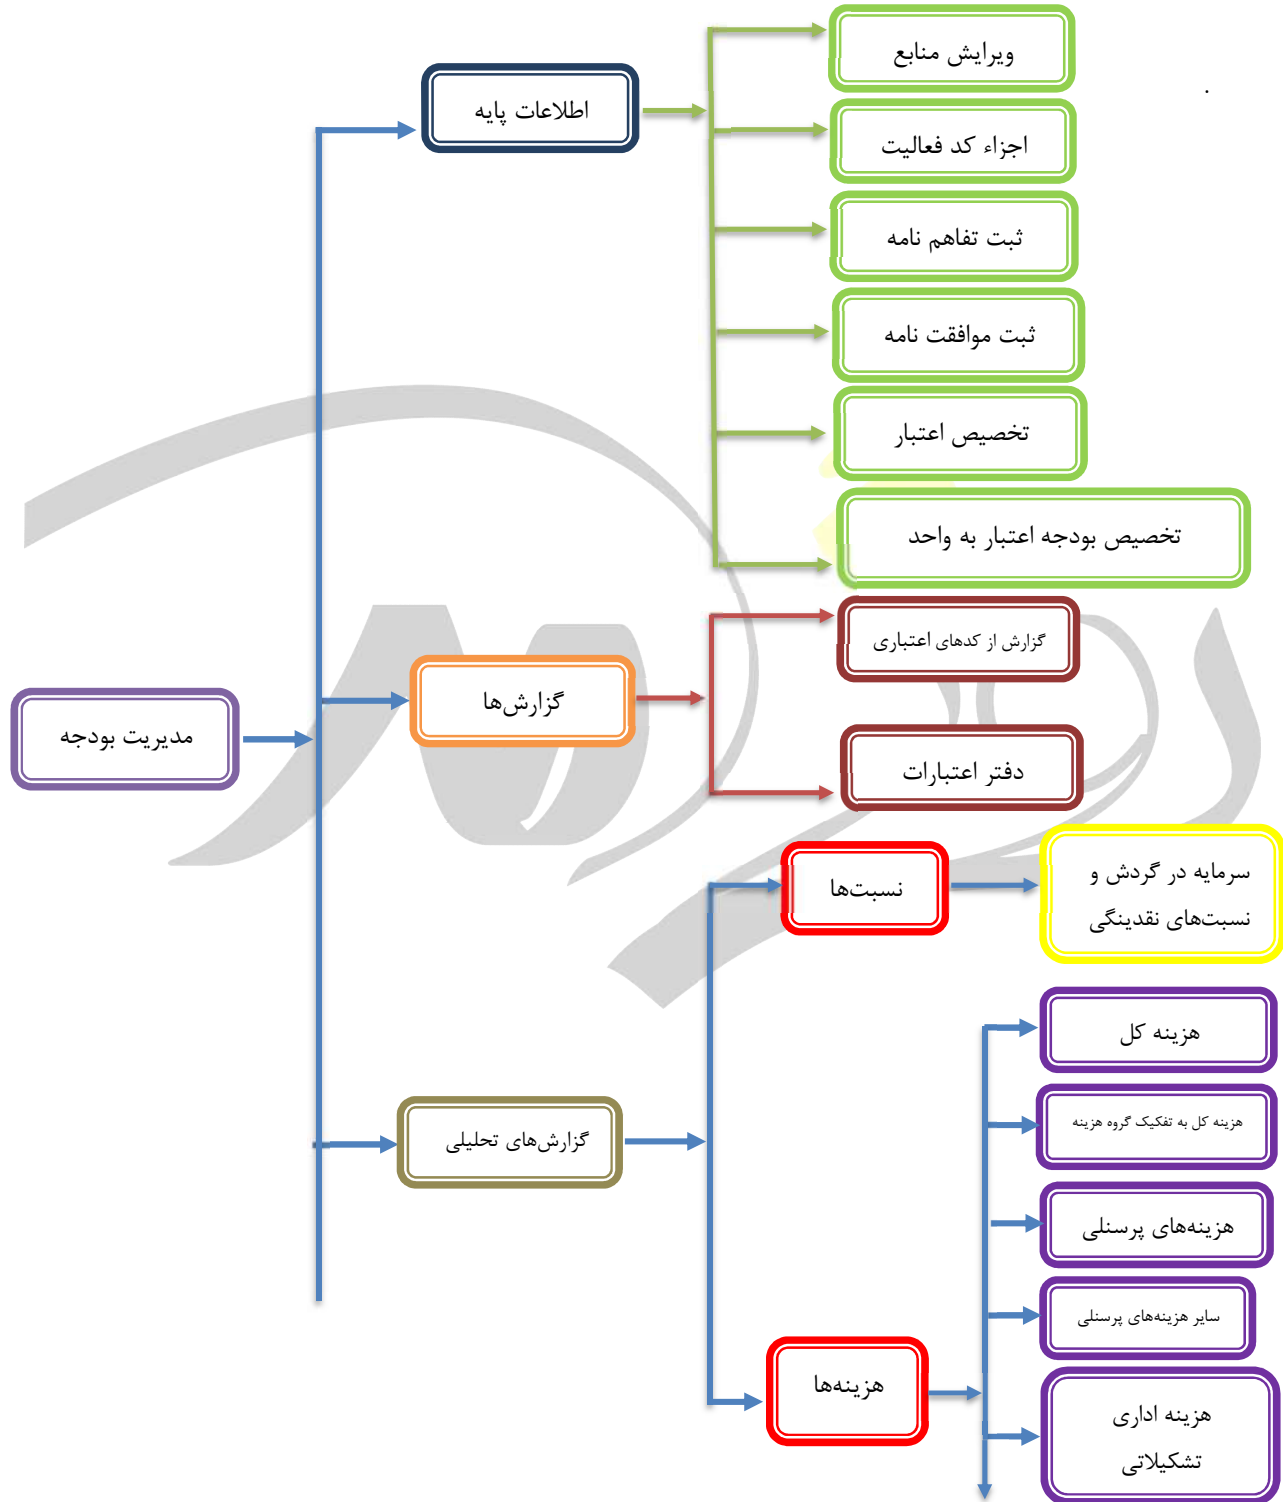 ویرایش منابع
.
اطلاعات پایه
اجزاء کد فعالیت
ثبت تفاهم نامه
ثبت موافقت نامه
تخصیص اعتبار
تخصیص بودجه اعتبار به واحد
گزارش از کدهای اعتباری
گزارش‌ها
مدیریت بودجه
دفتر اعتبارات
نسبت‌ها
سرمایه در گردش و
نسبت‌های نقدینگی
هزینه کل
هزینه کل به تفکیک گروه هزینه
گزارش‌های تحلیلی
هزینه‌های پرسنلی
سایر هزینه‌های پرسنلی
هزینه‌ها
هزینه اداری
تشکیلاتی